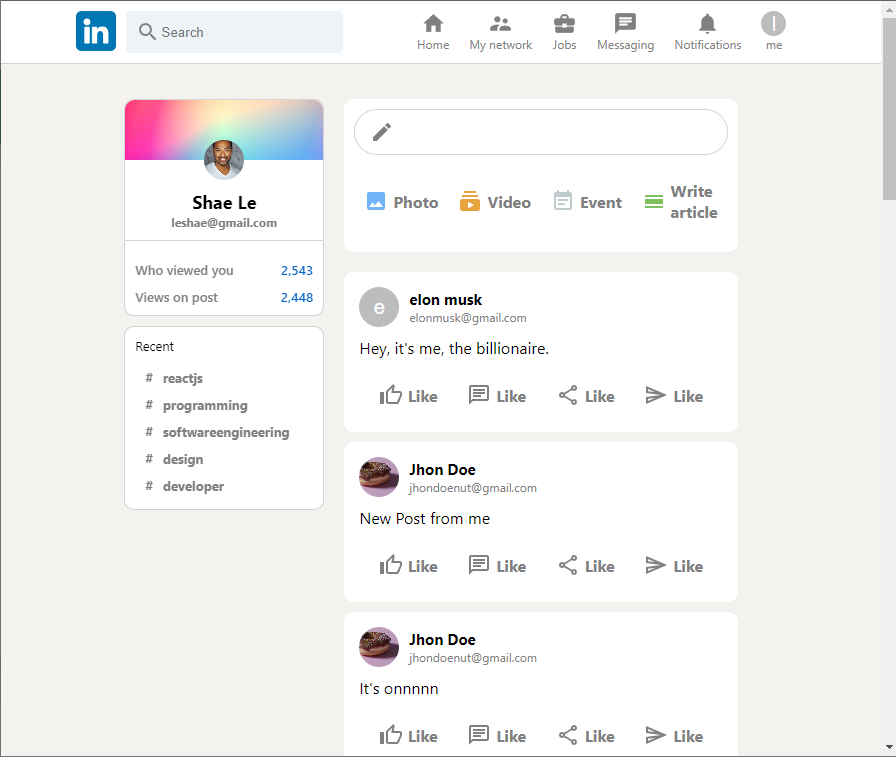 in Search
Home My network Jobs Messaging Notifications me
l
Shae Le
leshae@gmail.com
Who viewed you 2,543
Views on post 2,448
Recent
# reactjs
# programming
# softwareengineering
# design
# developer
Photo Video Event Write
article
e elon musk
elonmusk@gmail.com
Hey, it's me, the billionaire.
Like Like Like Like
Jhon Doe
jhondoenut@gmail.com
New Post from me
Like Like Like Like
Jhon Doe
jhondoenut@gmail.com
It's onnnnn
Like Like Like Like